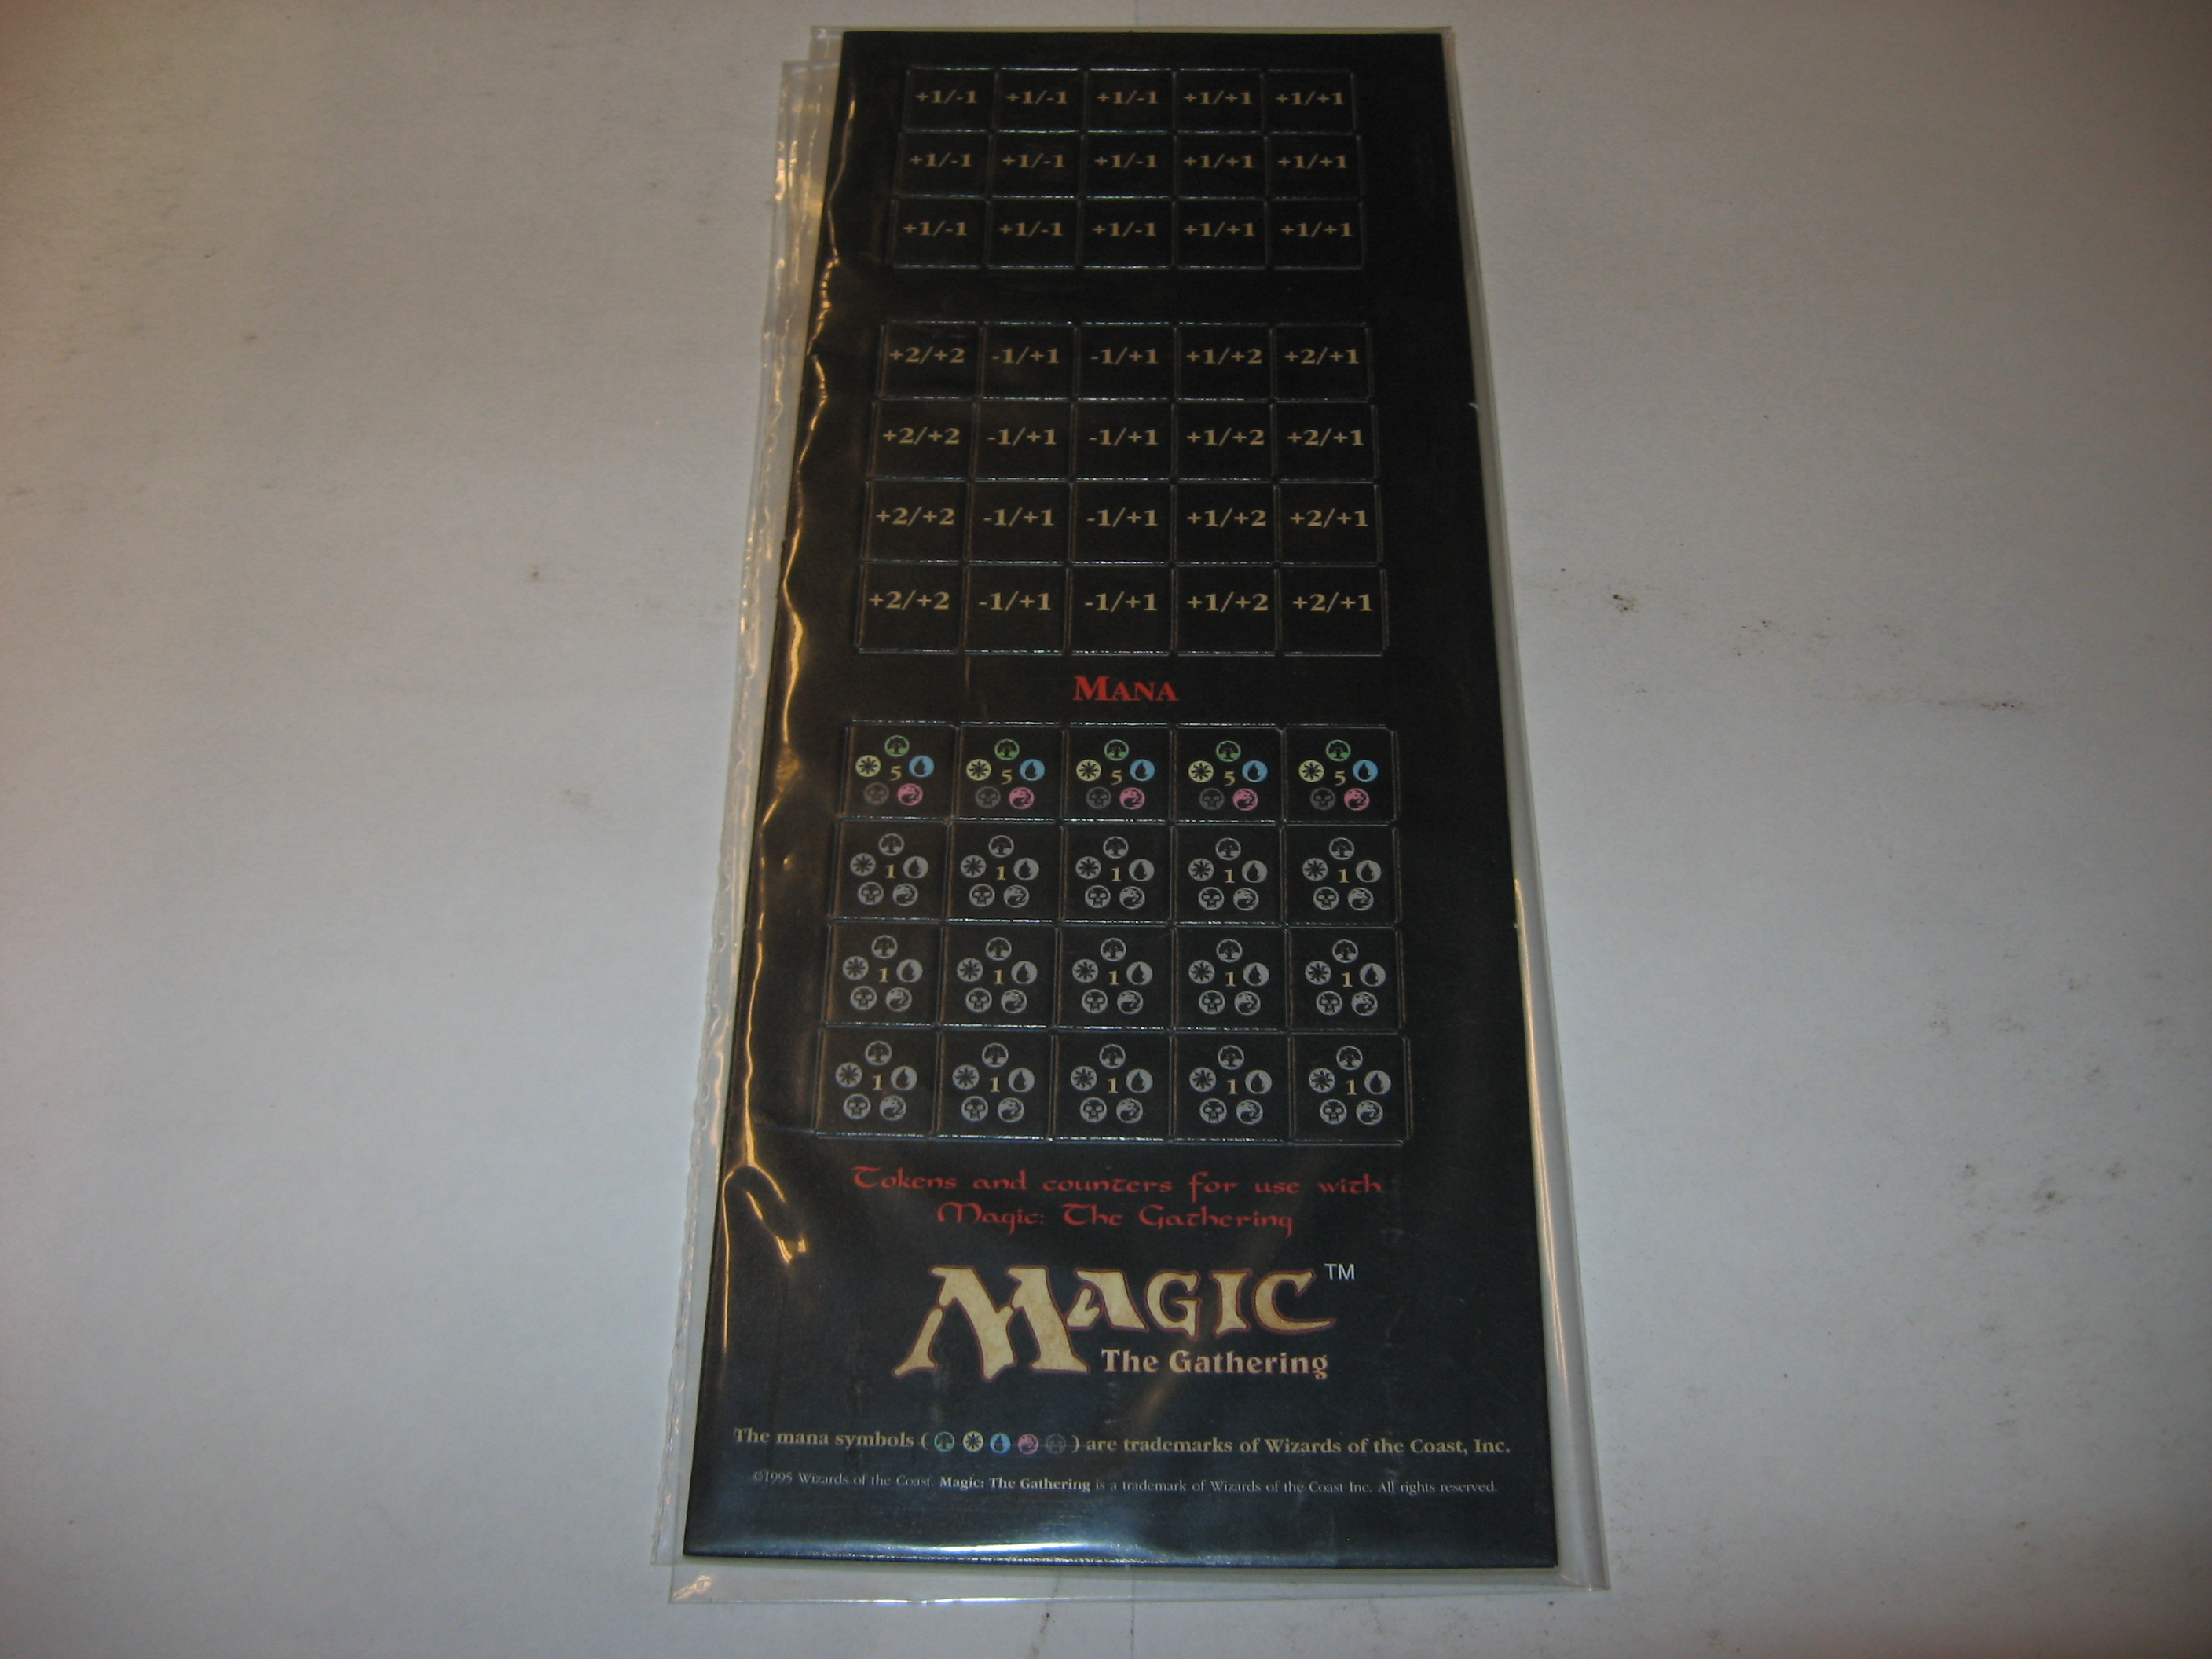 +1/-1 +1/-1 +1/-1 +1/+1 +1/+1
+1/-1 +1/-1 +1/-1 +1/+1 +1/+1
+1/-1 +1/-1 +1/-1 +1/+1 +1/+1
+2/+2 -1/+1 -1/+1 +1/+2 +2/+1
+2/+2 -1/+1 -1/+1 +1/+2 +2/+1
+2/+2 -1/+1 -1/+1 +1/+2 +2/+1
+2/+2 -1/+1 -1/+1 +1/+2 +2/+1
MANA
5 5 5 5 5
1 1 1 1 1
1 1 1 1 1
1 1 1 1 1
Tokens and counters for use with
Magic: The Gathering
MAGIC™
The Gathering
The mana symbols ( ) are trademarks of Wizards of the Coast, Inc.
©1995 Wizards of the Coast. Magic: The Gathering is a trademark of Wizards of the Coast Inc. All rights reserved.